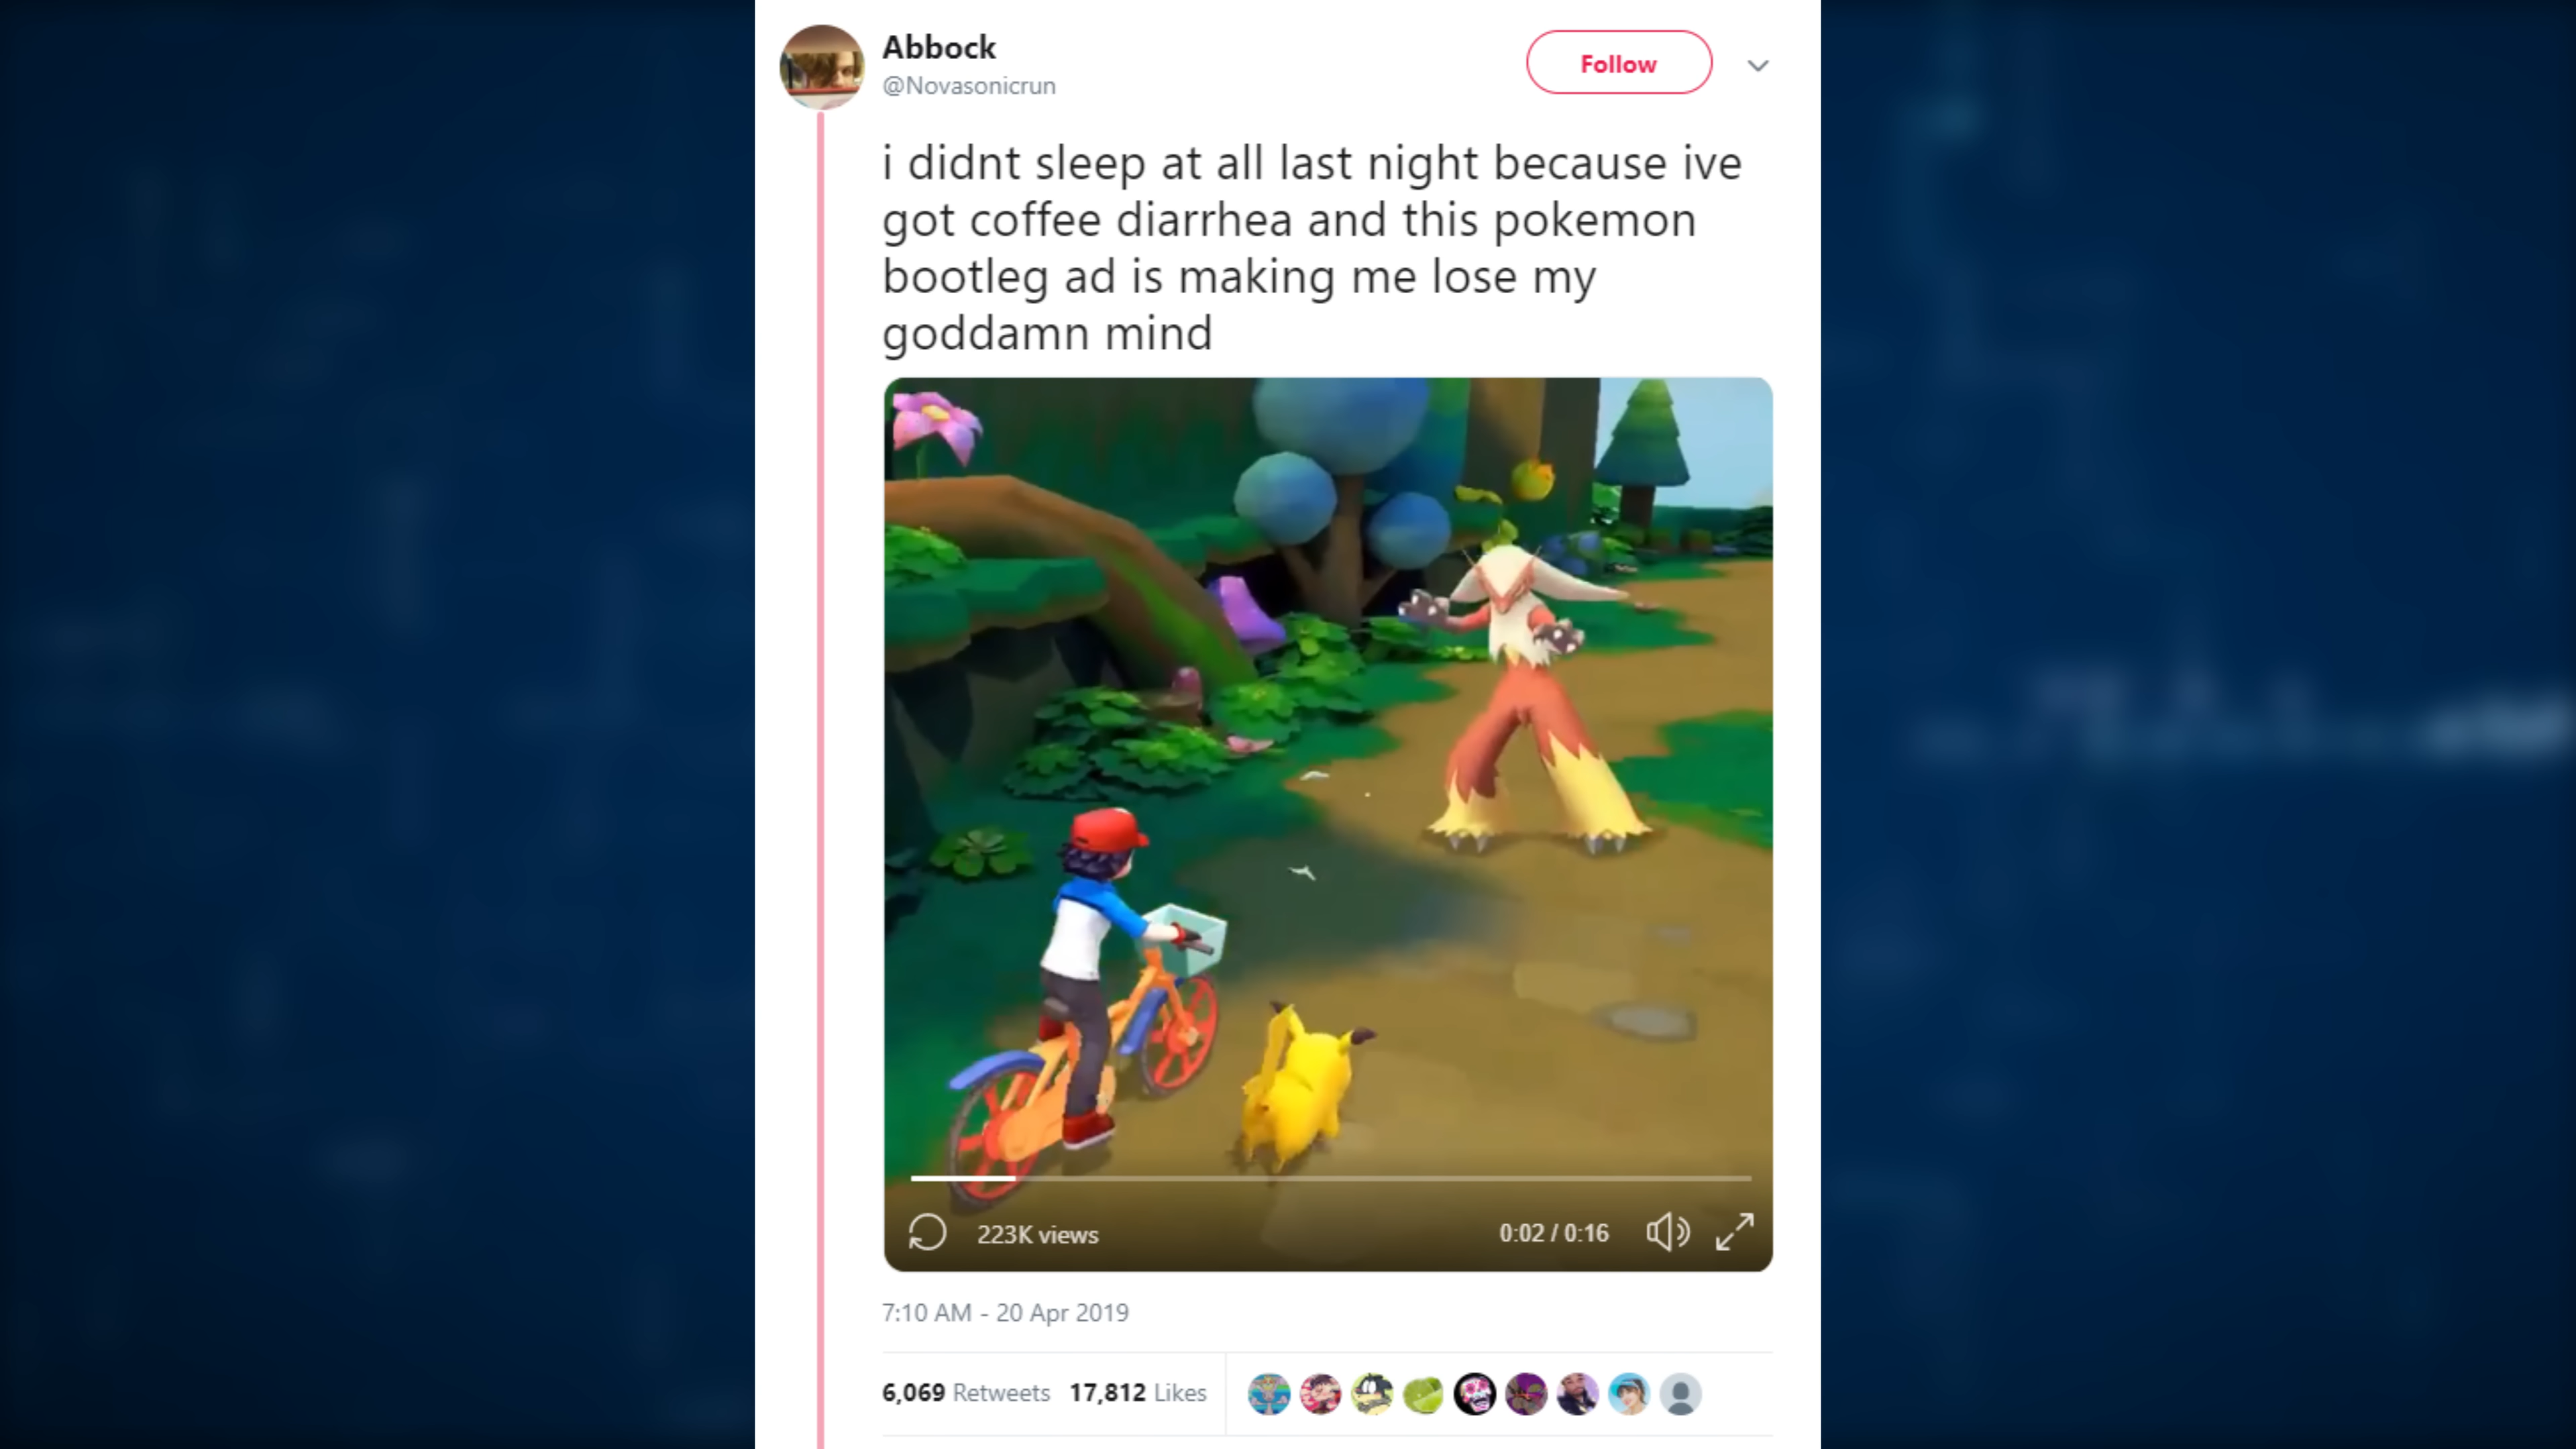 Abbock
@Novasonicrun
Follow
i didnt sleep at all last night because ive
got coffee diarrhea and this pokemon
bootleg ad is making me lose my
goddamn mind
223K views
0:02 / 0:16
7:10 AM - 20 Apr 2019
6,069 Retweets 17,812 Likes